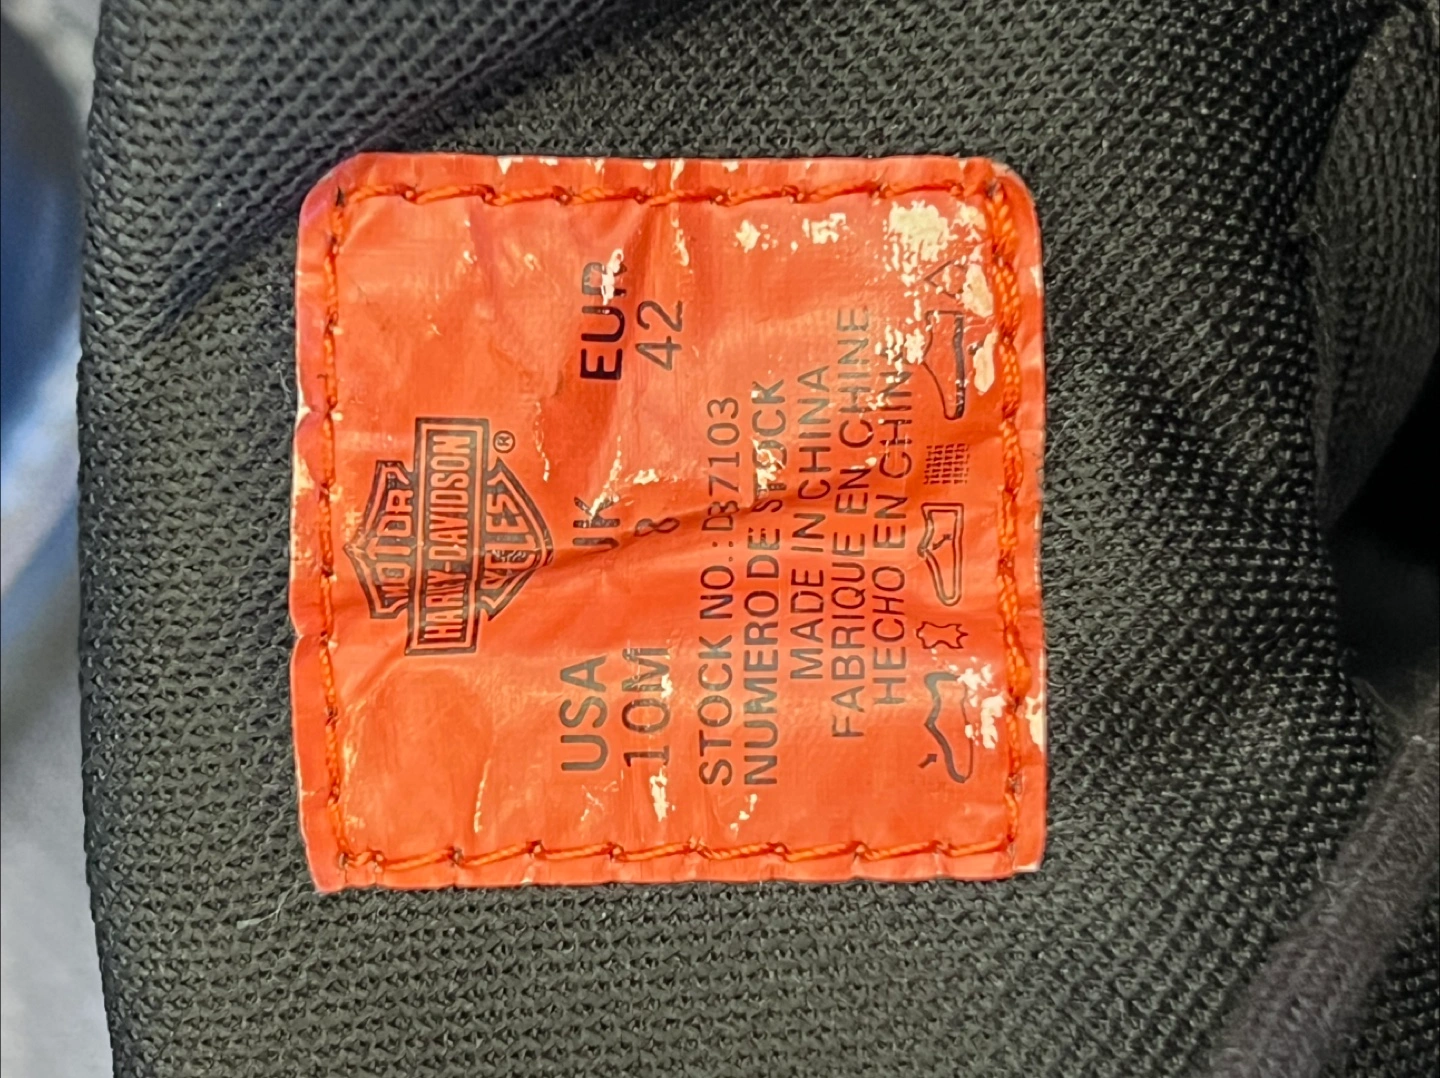 MOTOR
HARLEY-DAVIDSON
CYCLES
®
USA UK EUR
10M 8 42
STOCK NO.:D87103
NUMERO DE STOCK
MADE IN CHINA
FABRIQUE EN CHINE
HECHO EN CHINA